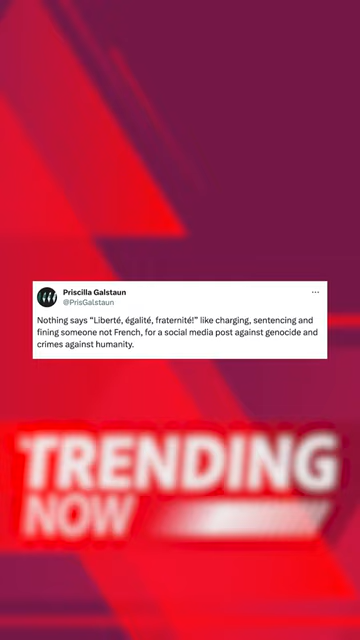 Priscilla Galstaun
@PrisGalstaun
Nothing says “Liberté, égalité, fraternité!” like charging, sentencing and
fining someone not French, for a social media post against genocide and
crimes against humanity.
TRENDING
NOW